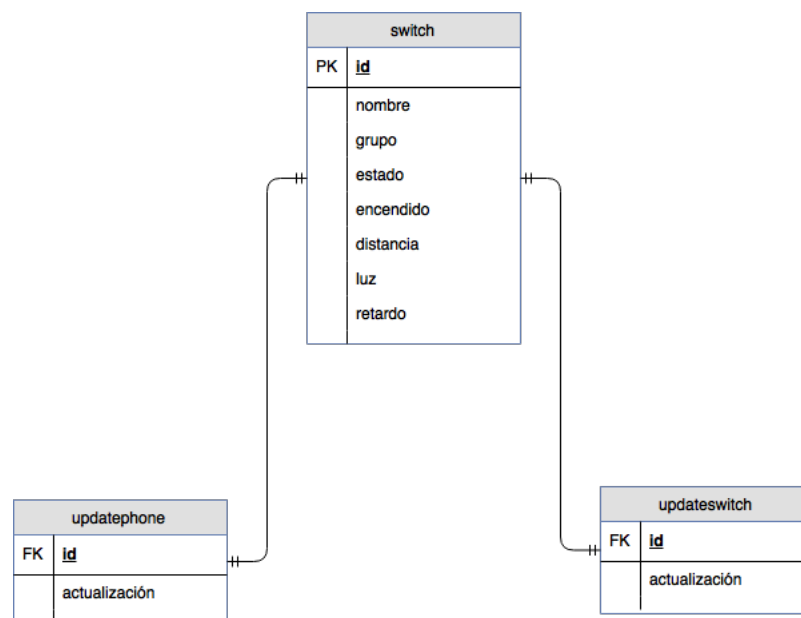 switch
PK id
nombre
grupo
estado
encendido
distancia
luz
retardo
updatephone
FK id
actualización
updateswitch
FK id
actualización